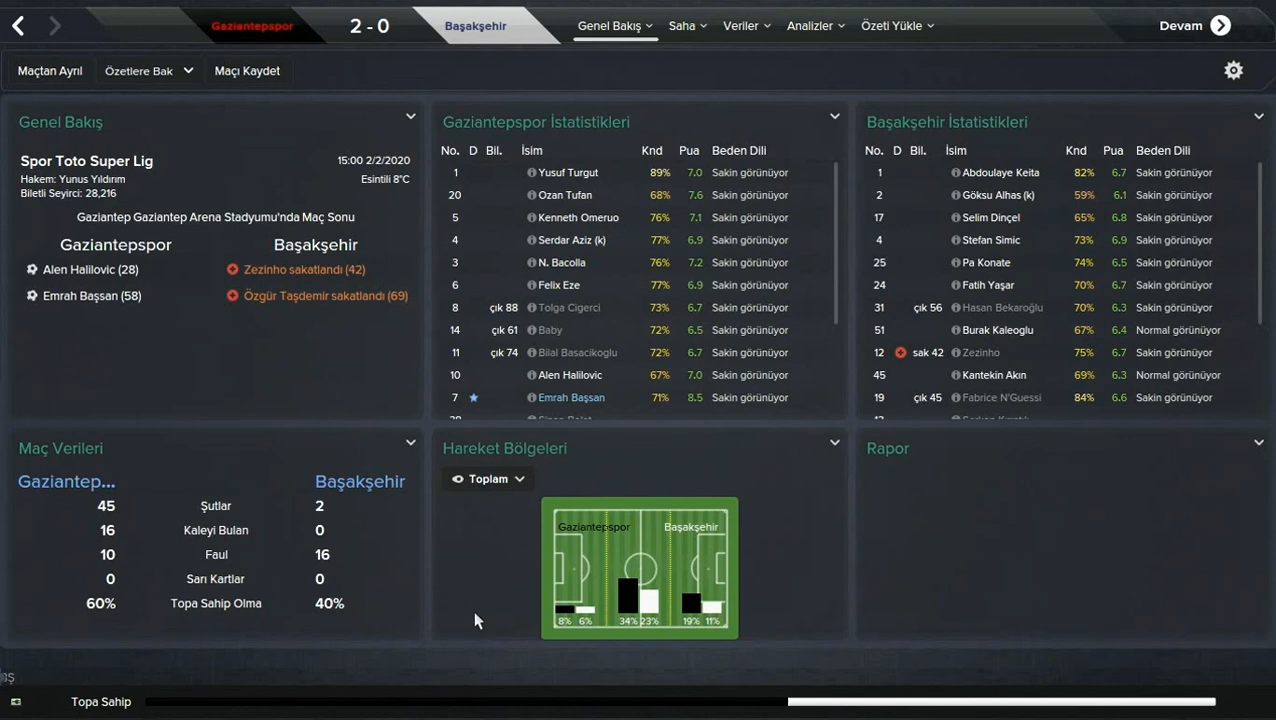 Gaziantepspor 2 - 0 Başakşehir Genel Bakış Saha Veriler Analizler Özeti Yükle Devam
Maçtan Ayrıl Özetlere Bak Maçı Kaydet
Genel Bakış
Spor Toto Super Lig 15:00 2/2/2020
Hakem: Yunus Yıldırım Esintili 8°C
Biletli Seyirci: 28,216
Gaziantep Gaziantep Arena Stadyumu'nda Maç Sonu
Gaziantepspor Başakşehir
Alen Halilovic (28) Zezinho sakatlandı (42)
Emrah Başsan (58) Özgür Taşdemir sakatlandı (69)
Gaziantepspor İstatistikleri
No. D Bil. İsim Knd Pua Beden Dili
1 Yusuf Turgut 89% 7.0 Sakin görünüyor
20 Ozan Tufan 68% 7.6 Sakin görünüyor
5 Kenneth Omeruo 76% 7.1 Sakin görünüyor
4 Serdar Aziz (k) 77% 6.9 Sakin görünüyor
3 N. Bacolla 76% 7.2 Sakin görünüyor
6 Felix Eze 77% 6.9 Sakin görünüyor
8 çık 88 Tolga Cigerci 73% 6.7 Sakin görünüyor
14 çık 61 Baby 72% 6.5 Sakin görünüyor
11 çık 74 Bilal Basacikoglu 72% 6.7 Sakin görünüyor
10 Alen Halilovic 67% 7.0 Sakin görünüyor
7 Emrah Başsan 71% 8.5 Sakin görünüyor
Başakşehir İstatistikleri
No. D Bil. İsim Knd Pua Beden Dili
1 Abdoulaye Keita 82% 6.7 Sakin görünüyor
2 Göksu Alhas (k) 59% 6.1 Sakin görünüyor
17 Selim Dinçel 65% 6.8 Sakin görünüyor
4 Stefan Simic 73% 6.9 Sakin görünüyor
25 Pa Konate 74% 6.5 Sakin görünüyor
24 Fatih Yaşar 70% 6.7 Sakin görünüyor
31 çık 56 Hasan Bekaroğlu 70% 6.3 Sakin görünüyor
51 Burak Kaleoglu 67% 6.4 Normal görünüyor
12 sak 42 Zezinho 75% 6.7 Sakin görünüyor
45 Kantekin Akın 69% 6.3 Normal görünüyor
19 çık 45 Fabrice N'Guessi 84% 6.6 Sakin görünüyor
Maç Verileri
Gaziantep... Başakşehir
45 Şutlar 2
16 Kaleyi Bulan 0
10 Faul 16
0 Sarı Kartlar 0
60% Topa Sahip Olma 40%
Hareket Bölgeleri
Toplam
Gaziantepspor Başakşehir
8% 6% 34% 23% 19% 11%
Rapor
Topa Sahip